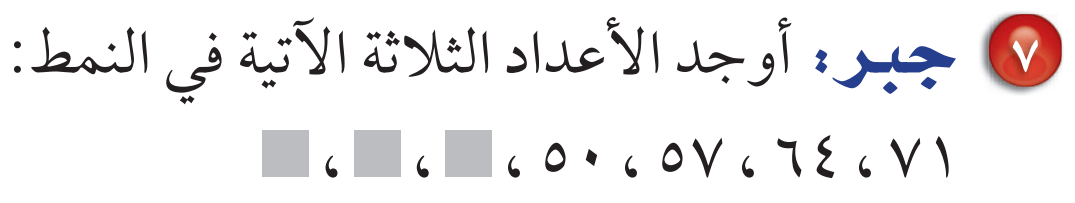 ٧ جبر: أوجد الأعداد الثلاثة الآتية في النمط:
٧١ ، ٦٤ ، ٥٧ ، ٥٠ ، ■ ، ■ ، ■